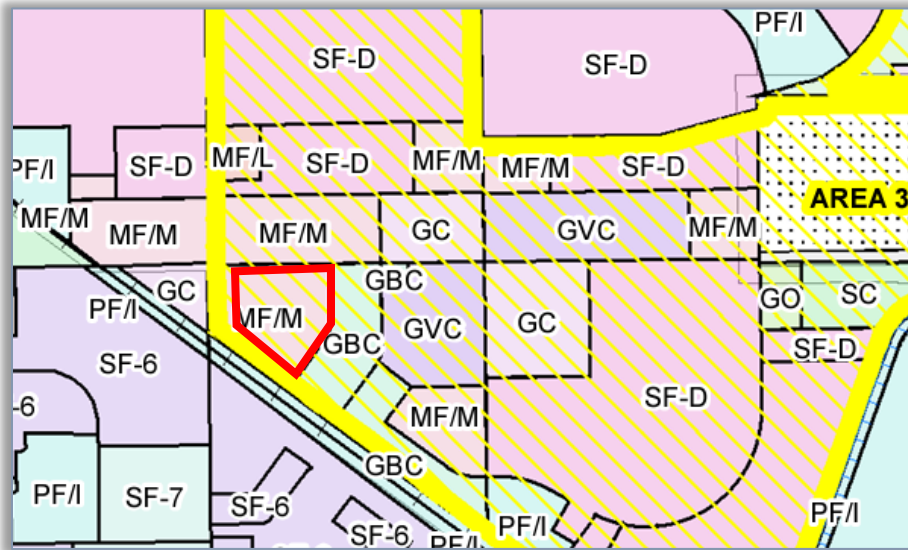 PF/I
SF-D
SF-D
PF/I
SF-D
MF/L
SF-D
MF/M
MF/M
SF-D
AREA 3
MF/M
MF/M
MF/M
GC
GVC
MF/M
GC
PF/I
GBC
GO
SC
MF/M
GBC
GVC
GC
SF-D
SF-6
SF-D
-6
MF/M
GBC
PF/I
SF-7
SF-6
SF-6
PF/I
PF/I
PF/I